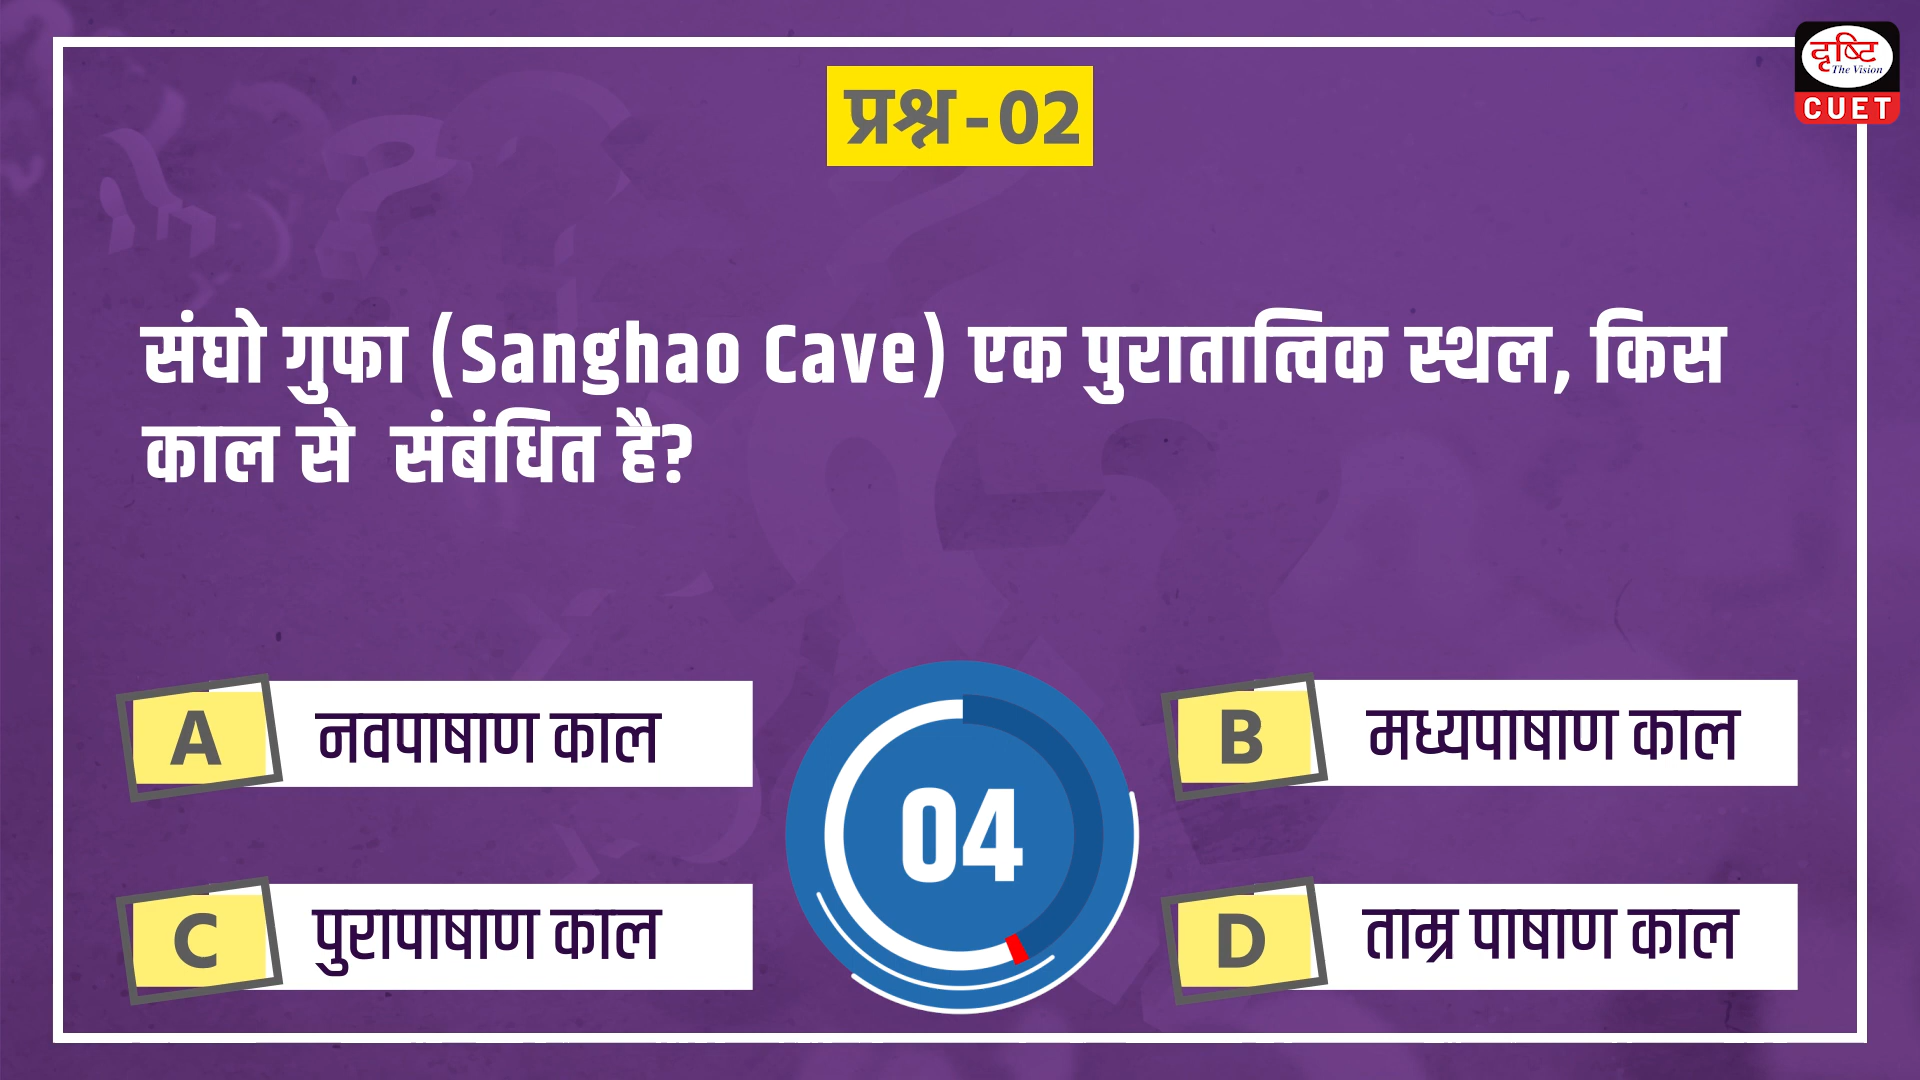 दृष्टि
The Vision
CUET
प्रश्न-02
संघो गुफा (Sanghao Cave) एक पुरातात्विक स्थल, किस
काल से संबंधित है?
A नवपाषाण काल
B मध्यपाषाण काल
04
C पुरापाषाण काल
D ताम्र पाषाण काल